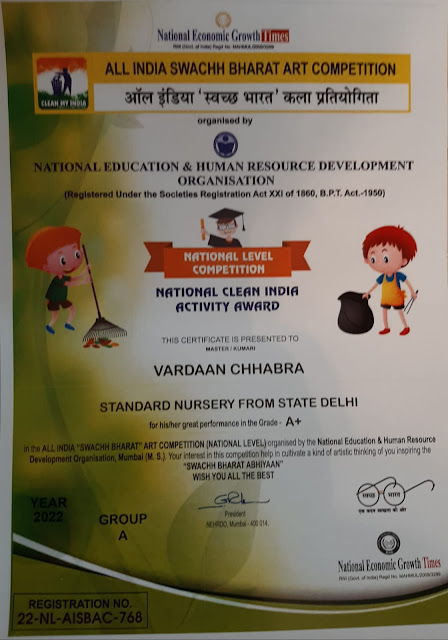 National Economic Growth Times
CLEAN MY INDIA
ALL INDIA SWACHH BHARAT ART COMPETITION
ऑल इंडिया 'स्वच्छ भारत' कला प्रतियोगिता
organised by
NATIONAL EDUCATION & HUMAN RESOURCE DEVELOPMENT
ORGANISATION
(Registered Under the Societies Registration Act XXI of 1860, B.P.T. Act.-1950)
NATIONAL LEVEL
COMPETITION
NATIONAL CLEAN INDIA
ACTIVITY AWARD
THIS CERTIFICATE IS PRESENTED TO
MASTER / KUMARI
VARDAAN CHHABRA
STANDARD NURSERY FROM STATE DELHI
for his/her great performance in the Grade - A+
in the ALL INDIA "SWACHH BHARAT" ART COMPETITION (NATIONAL LEVEL) organised by the National Education & Human Resource
Development Organisation, Mumbai (M. S.). Your interest in this competition help in cultivate a kind of artistic thinking of you inspiring the
"SWACHH BHARAT ABHIYAAN"
WISH YOU ALL THE BEST
YEAR
2022
GROUP
A
President
NEHRDO, Mumbai - 400 014.
स्वच्छ भारत
एक कदम स्वच्छता की ओर
National Economic Growth Times
REGISTRATION NO.
22-NL-AISBAC-768